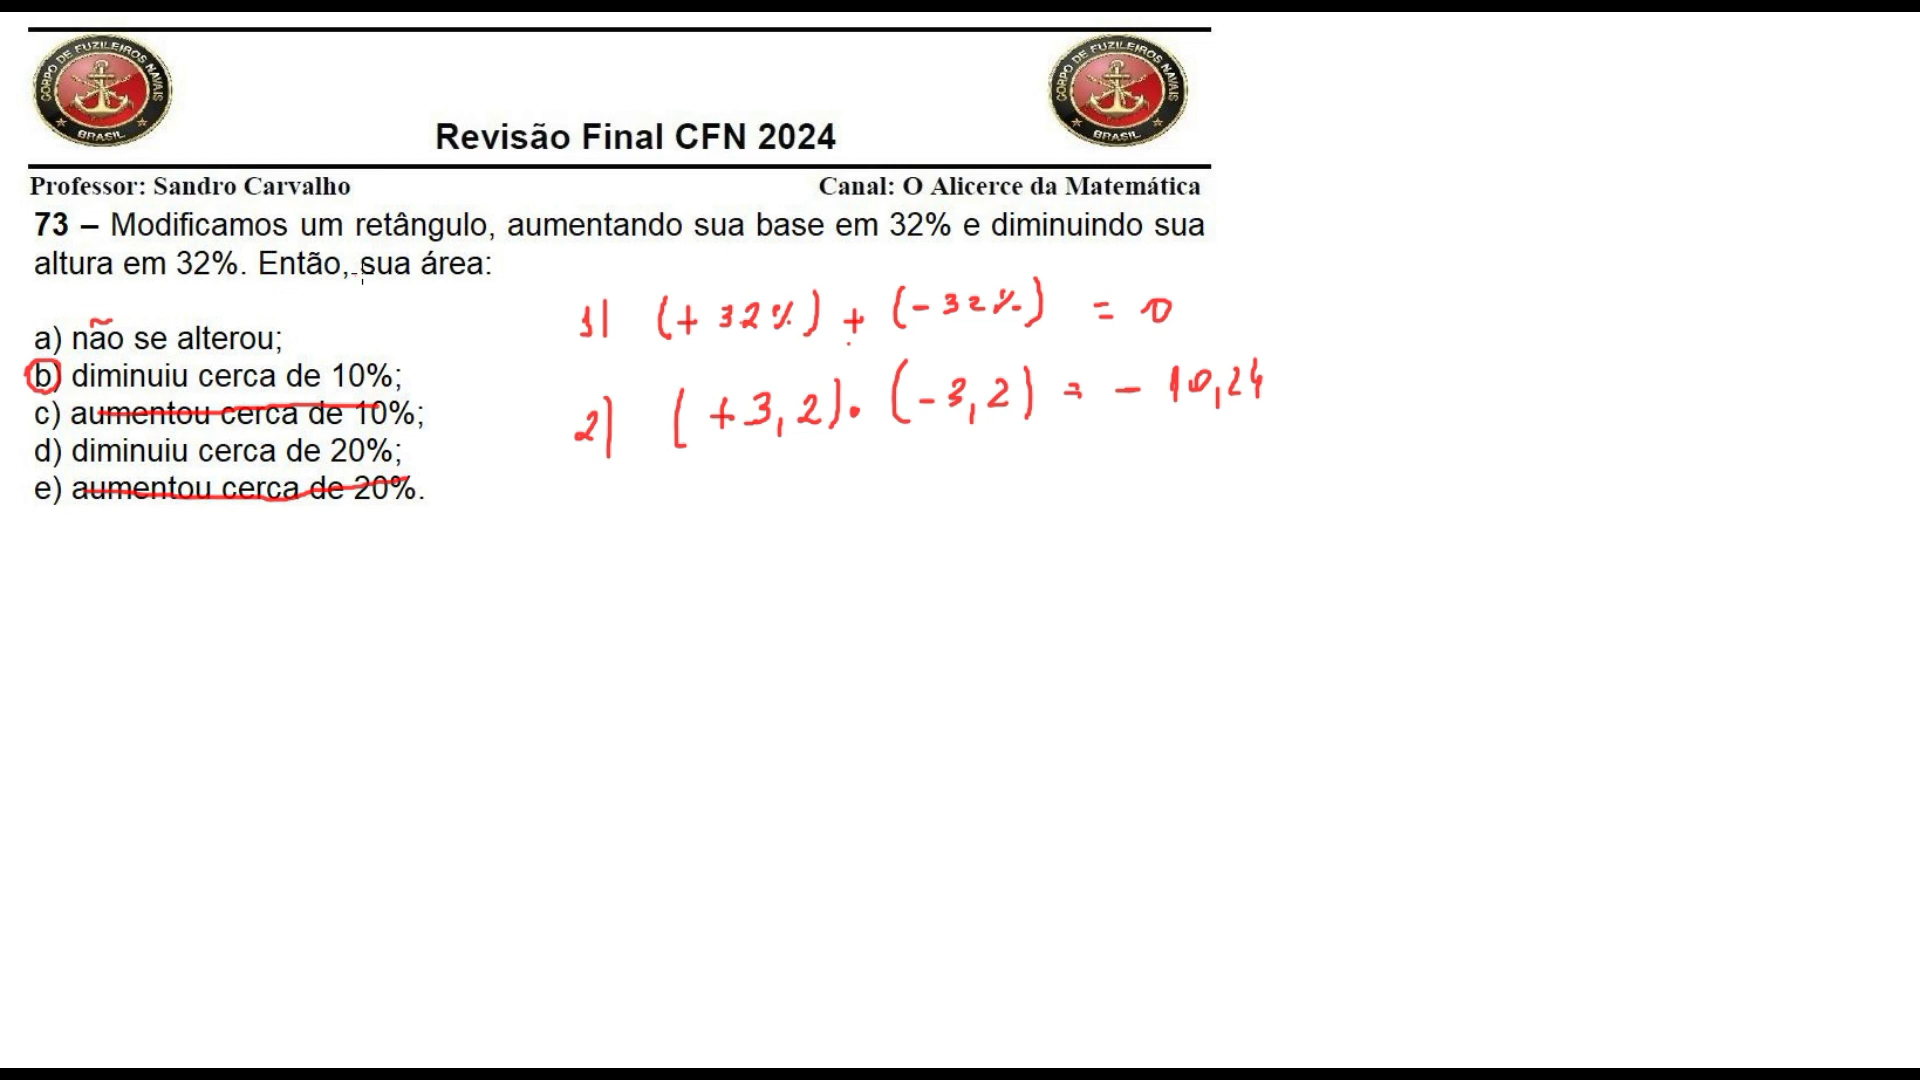 CORPO DE FUZILEIROS NAVAIS
BRASIL
CORPO DE FUZILEIROS NAVAIS
BRASIL
Revisão Final CFN 2024
Professor: Sandro Carvalho
Canal: O Alicerce da Matemática
73 – Modificamos um retângulo, aumentando sua base em 32% e diminuindo sua
altura em 32%. Então, sua área:
a) não se alterou;
b) diminuiu cerca de 10%;
c) aumentou cerca de 10%;
d) diminuiu cerca de 20%;
e) aumentou cerca de 20%.
1) (+ 32%) + (- 32%) = 0
2) (+3,2) . (-3,2) = - 10,24